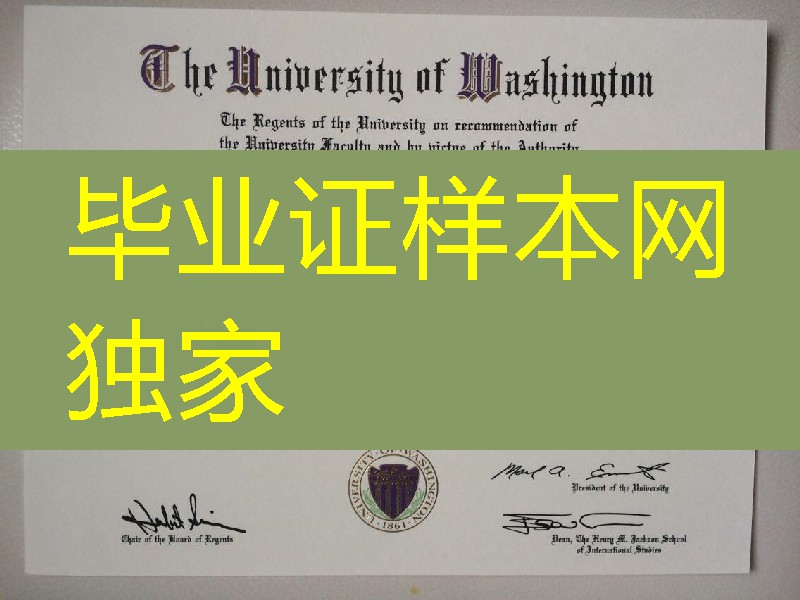 The University of Washington
The Regents of the University on recommendation of
the University Faculty and by virtue of the Authority
毕业证样本网
独家
UNIVERSITY OF WASHINGTON
1861
President of the University
Chair of the Board of Regents
Dean, The Henry M. Jackson School
of International Studies